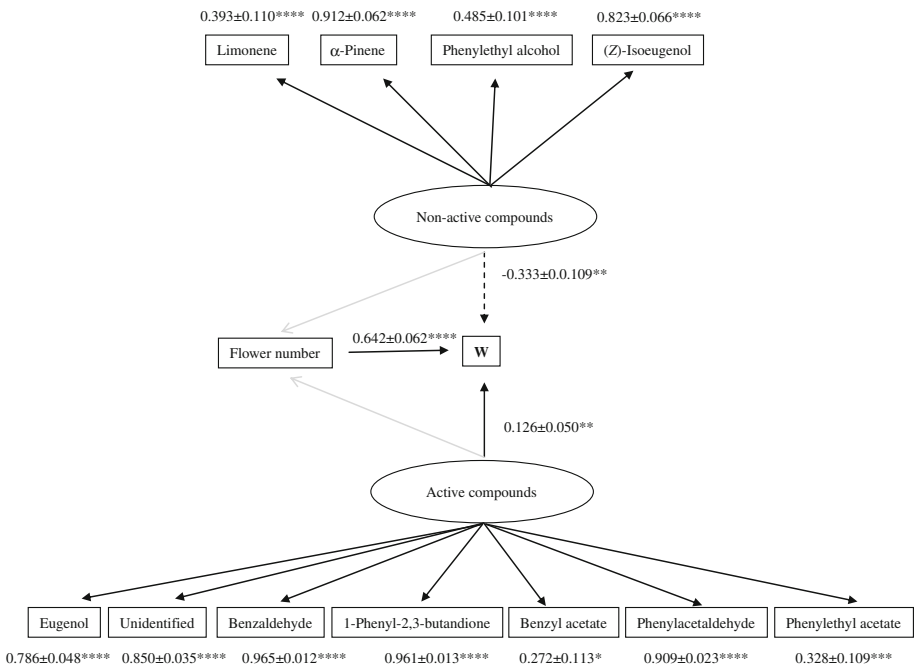 0.393±0.110**** 0.912±0.062**** 0.485±0.101**** 0.823±0.066****
Limonene α-Pinene Phenylethyl alcohol (Z)-Isoeugenol
Non-active compounds
-0.333±0.0.109**
0.642±0.062****
Flower number W
0.126±0.050**
Active compounds
Eugenol Unidentified Benzaldehyde 1-Phenyl-2,3-butandione Benzyl acetate Phenylacetaldehyde Phenylethyl acetate
0.786±0.048**** 0.850±0.035**** 0.965±0.012**** 0.961±0.013**** 0.272±0.113* 0.909±0.023**** 0.328±0.109***